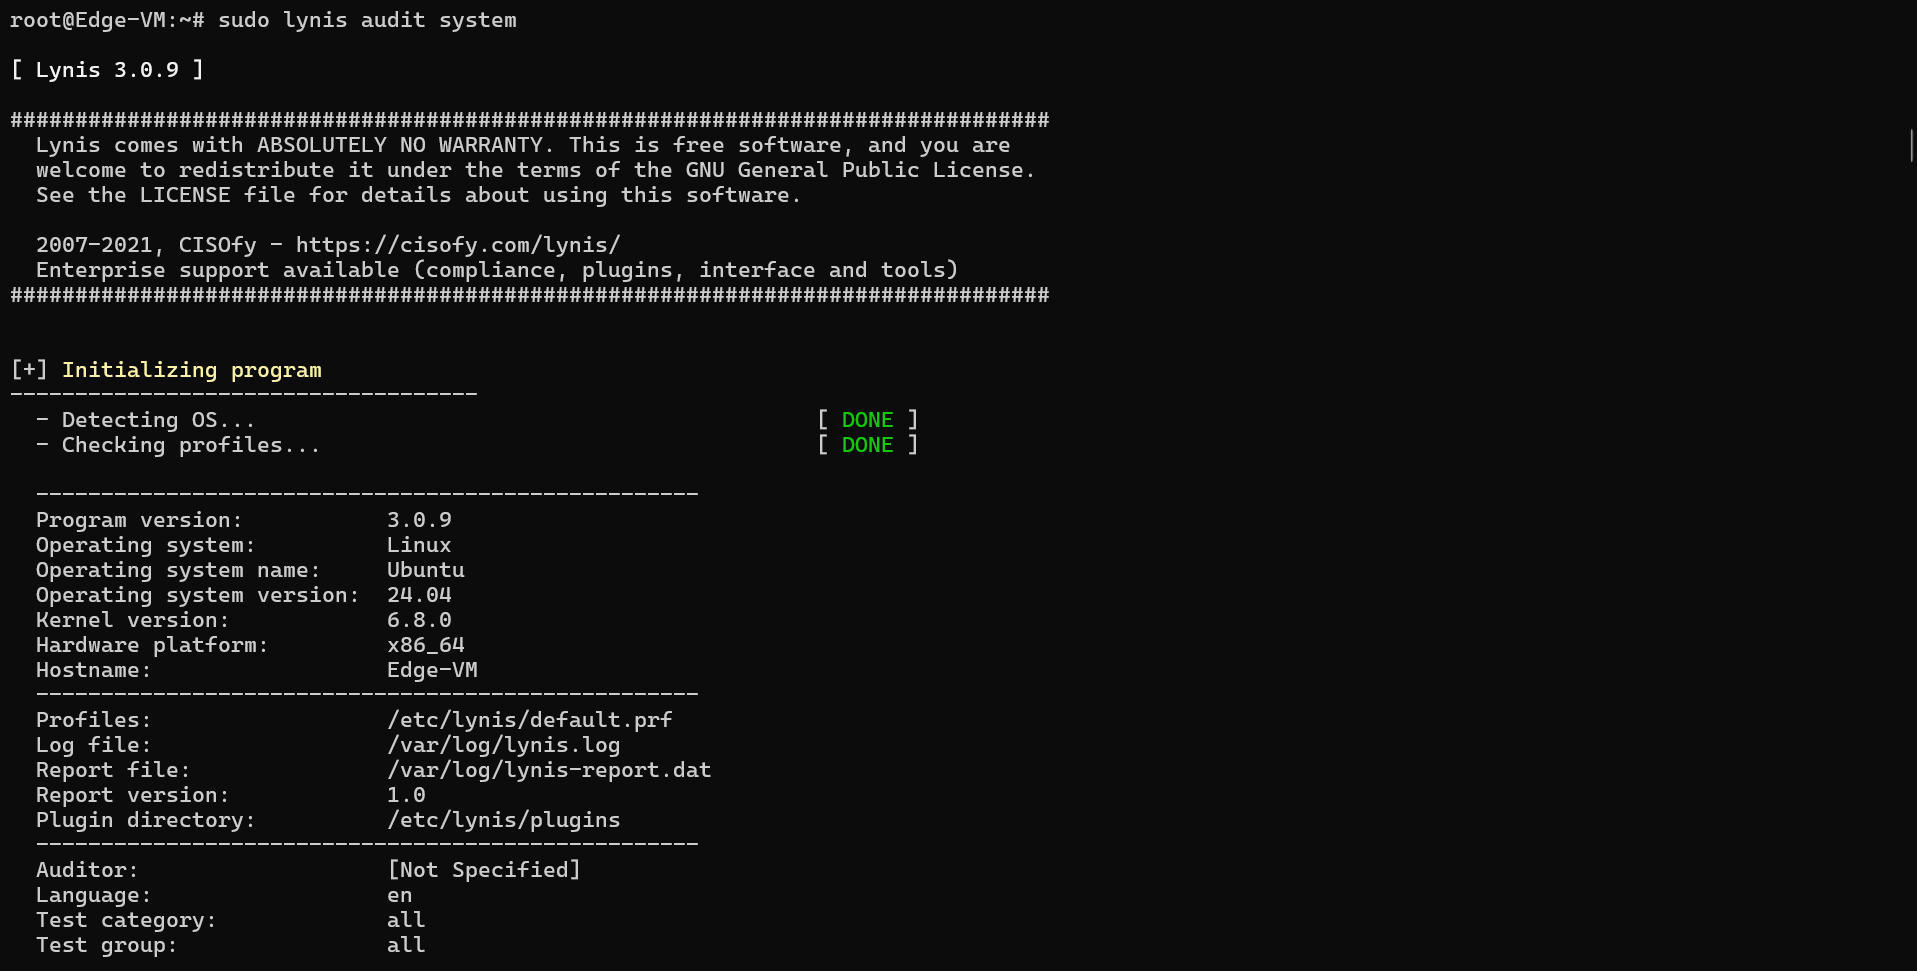 root@Edge-VM:~# sudo lynis audit system
[ Lynis 3.0.9 ]
################################################################################
Lynis comes with ABSOLUTELY NO WARRANTY. This is free software, and you are
welcome to redistribute it under the terms of the GNU General Public License.
See the LICENSE file for details about using this software.
2007-2021, CISOfy - https://cisofy.com/lynis/
Enterprise support available (compliance, plugins, interface and tools)
################################################################################
[+] Initializing program
------------------------------------
- Detecting OS... [ DONE ]
- Checking profiles... [ DONE ]
---------------------------------------------------
Program version: 3.0.9
Operating system: Linux
Operating system name: Ubuntu
Operating system version: 24.04
Kernel version: 6.8.0
Hardware platform: x86_64
Hostname: Edge-VM
---------------------------------------------------
Profiles: /etc/lynis/default.prf
Log file: /var/log/lynis.log
Report file: /var/log/lynis-report.dat
Report version: 1.0
Plugin directory: /etc/lynis/plugins
---------------------------------------------------
Auditor: [Not Specified]
Language: en
Test category: all
Test group: all